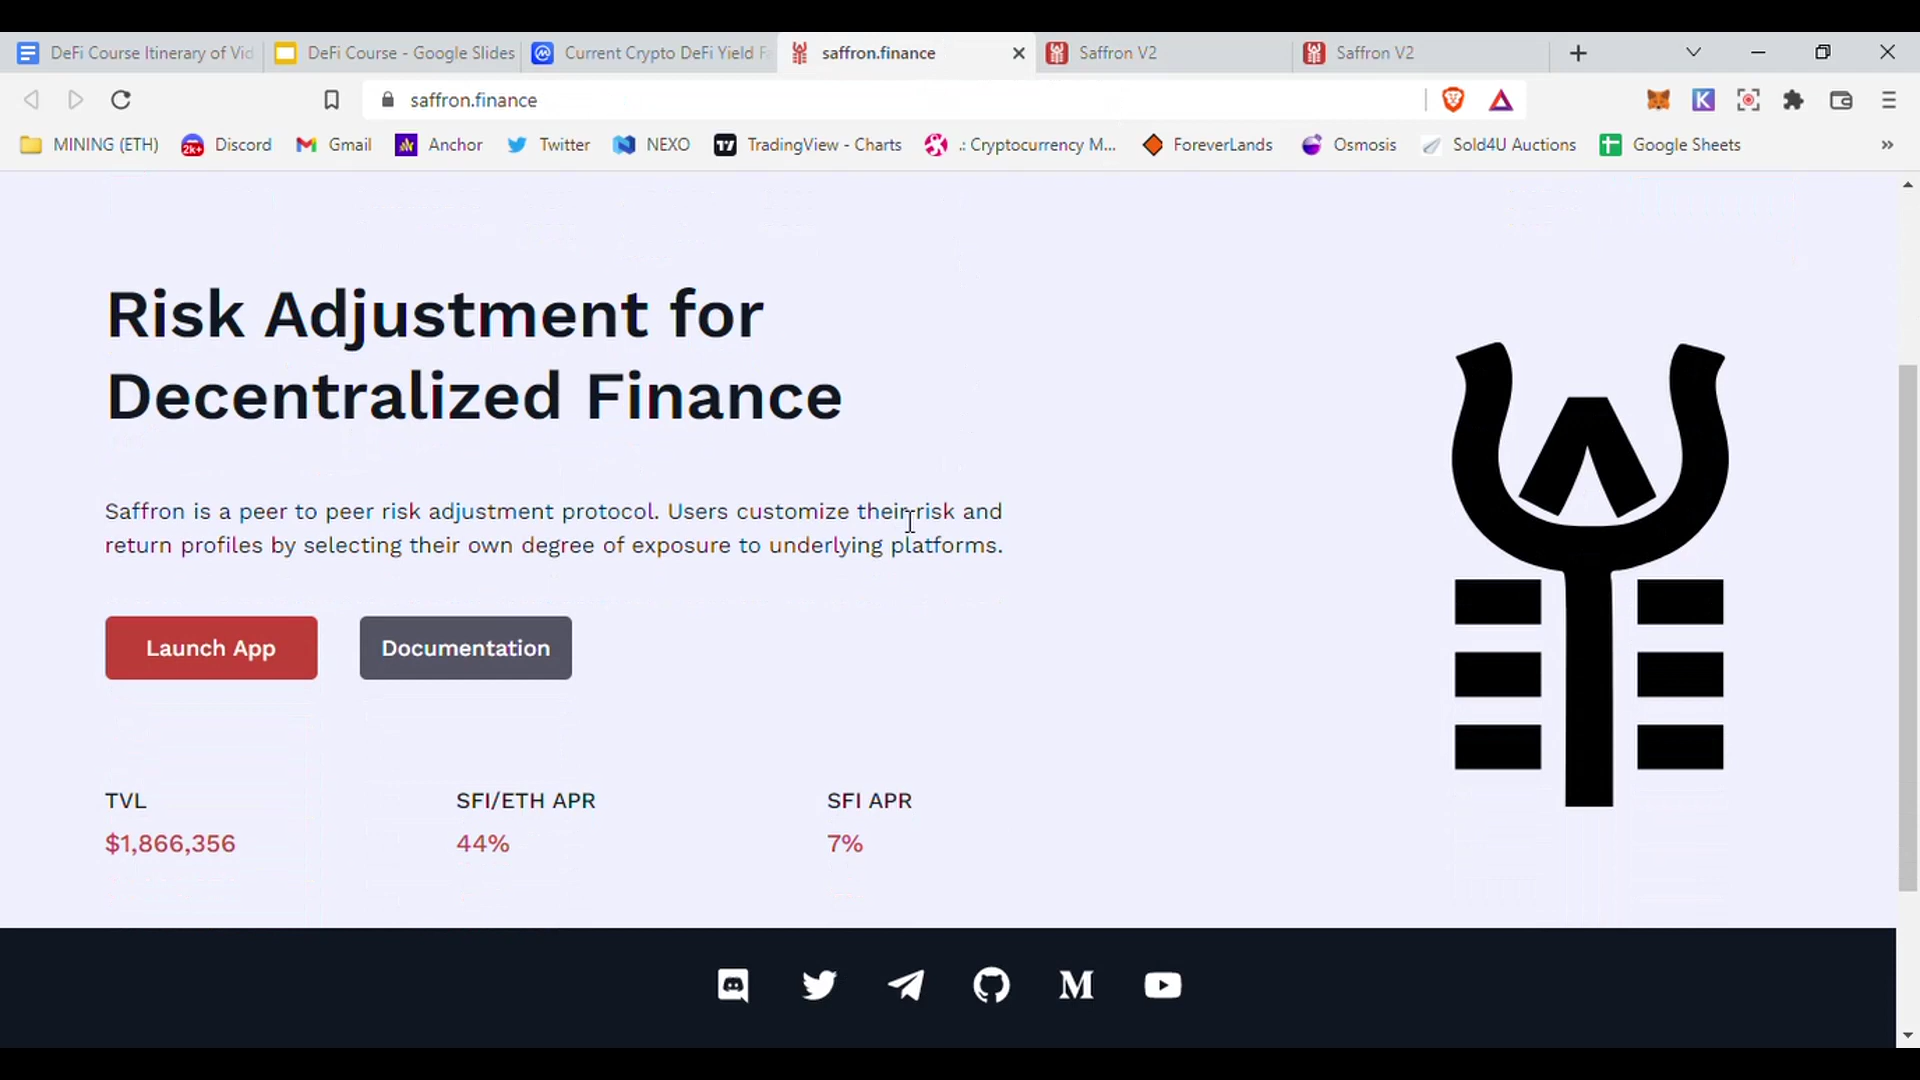 DeFi Course Itinerary of Vid
DeFi Course - Google Slides
Current Crypto DeFi Yield Fa
saffron.finance
Saffron V2
Saffron V2
saffron.finance
MINING (ETH)
2k+
Discord
Gmail
Anchor
Twitter
NEXO
TradingView - Charts
.: Cryptocurrency M...
ForeverLands
Osmosis
Sold4U Auctions
Google Sheets
Risk Adjustment for
Decentralized Finance
Saffron is a peer to peer risk adjustment protocol. Users customize their risk and
return profiles by selecting their own degree of exposure to underlying platforms.
Launch App
Documentation
TVL
SFI/ETH APR
SFI APR
$1,866,356
44%
7%